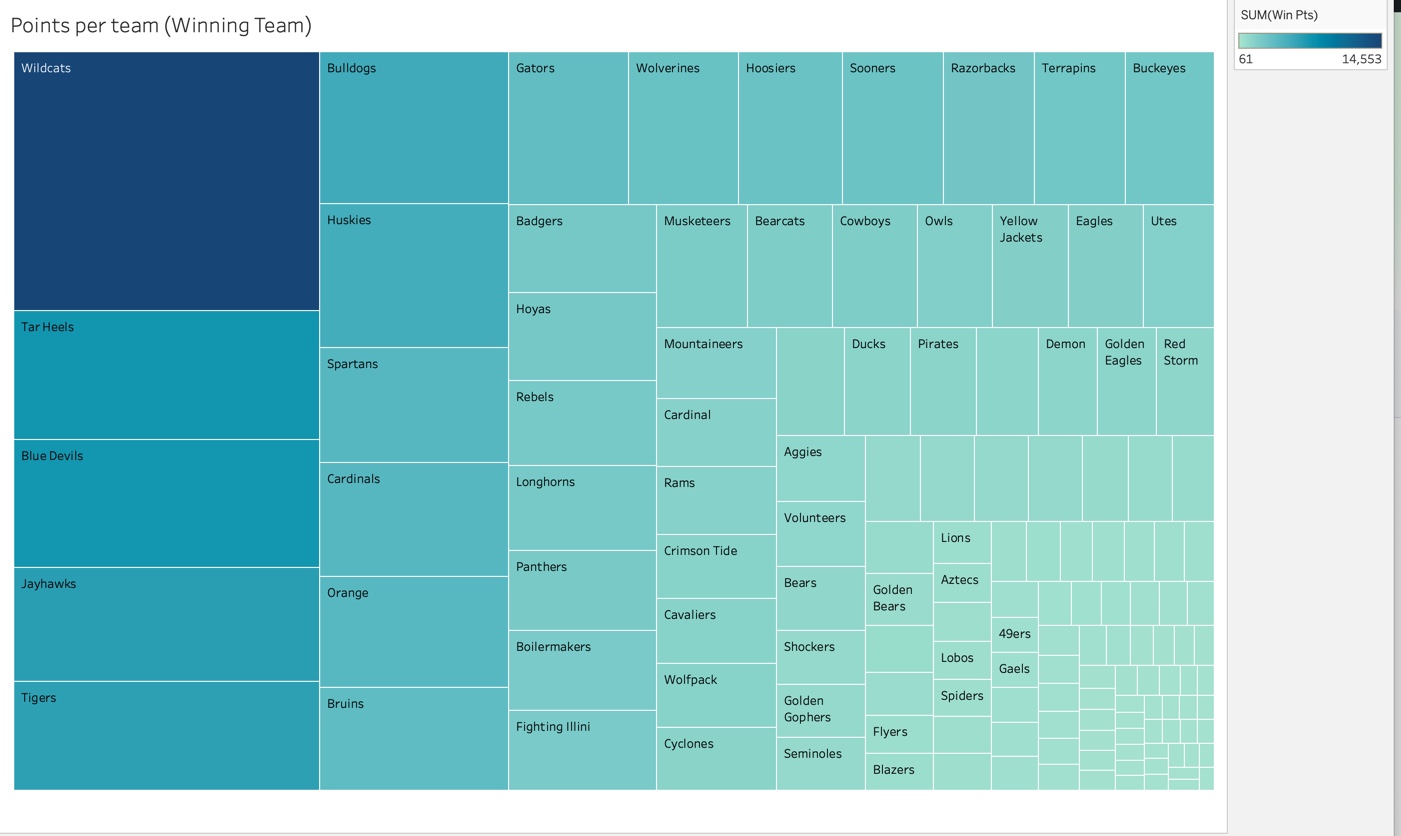 Points per team (Winning Team)
SUM(Win Pts)
61 14,553
Wildcats
Tar Heels
Blue Devils
Jayhawks
Tigers
Bulldogs
Huskies
Spartans
Cardinals
Orange
Bruins
Gators
Wolverines
Hoosiers
Sooners
Razorbacks
Terrapins
Buckeyes
Badgers
Hoyas
Rebels
Longhorns
Panthers
Boilermakers
Fighting Illini
Musketeers
Bearcats
Cowboys
Owls
Yellow
Jackets
Eagles
Utes
Mountaineers
Cardinal
Rams
Crimson Tide
Cavaliers
Wolfpack
Cyclones
Ducks
Pirates
Demon
Golden
Eagles
Red
Storm
Aggies
Volunteers
Bears
Shockers
Golden
Gophers
Seminoles
Golden
Bears
Flyers
Blazers
Lions
Aztecs
Lobos
Spiders
49ers
Gaels